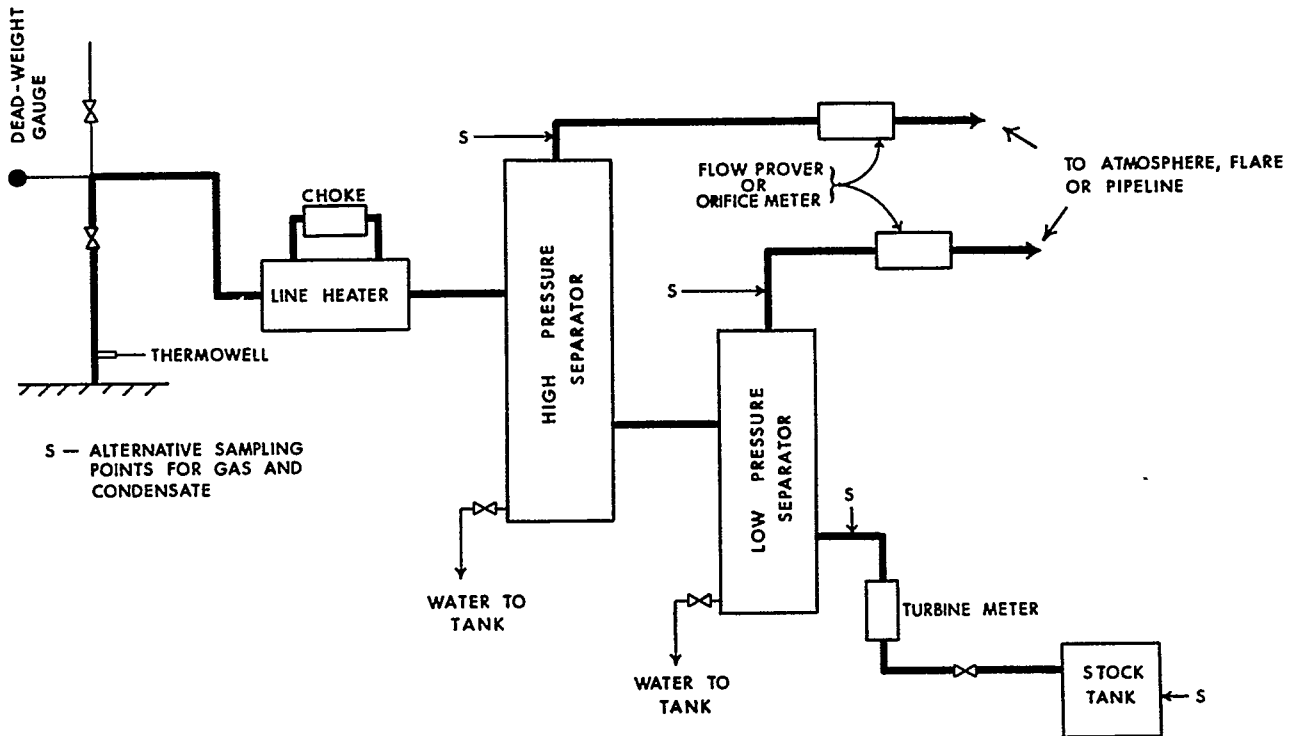 DEAD-WEIGHT
GAUGE
THERMOWELL
S — ALTERNATIVE SAMPLING
POINTS FOR GAS AND
CONDENSATE
CHOKE
LINE HEATER
S
HIGH PRESSURE
SEPARATOR
WATER TO
TANK
FLOW PROVER
OR
ORIFICE METER
TO ATMOSPHERE, FLARE
OR PIPELINE
S
LOW PRESSURE
SEPARATOR
WATER TO
TANK
S
TURBINE METER
STOCK
TANK
S